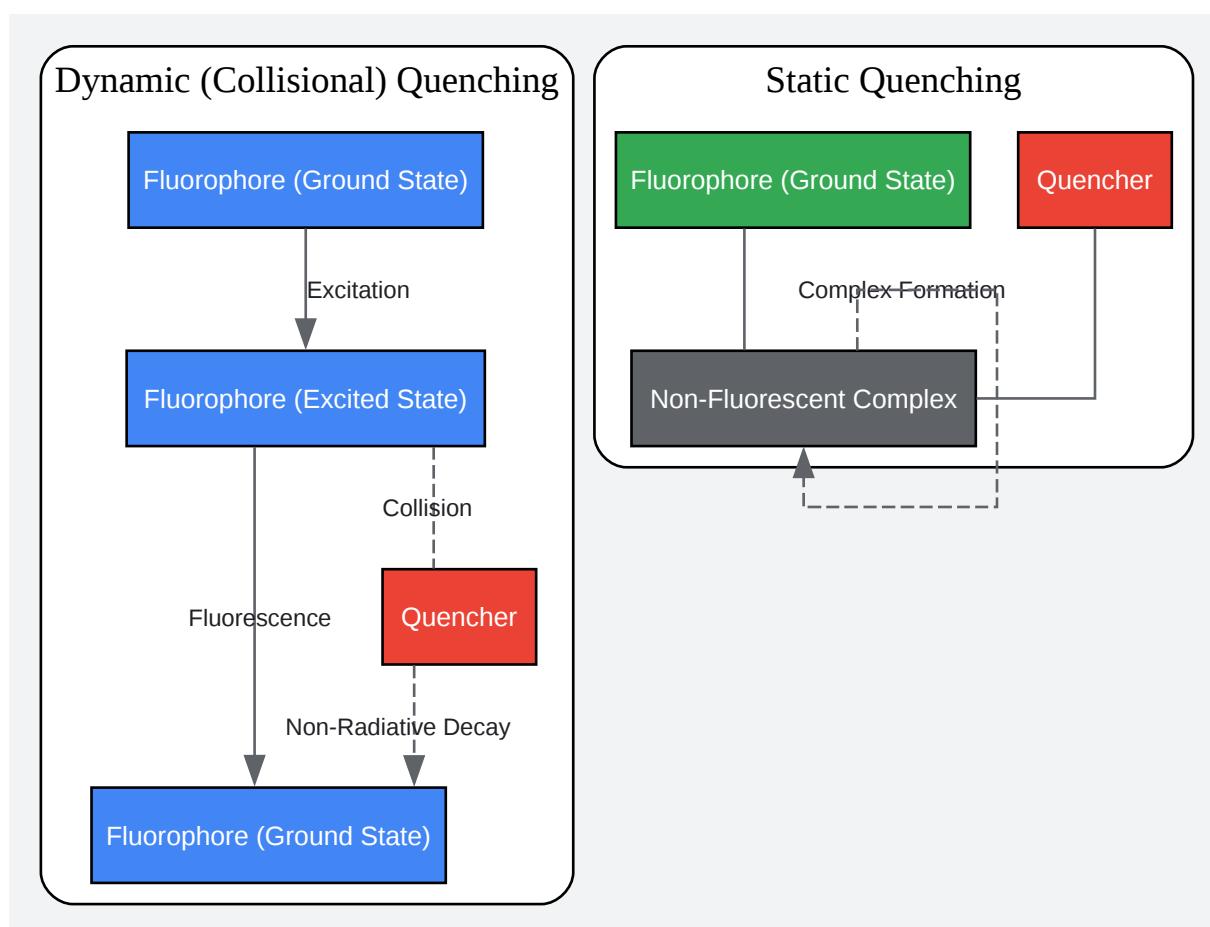 Dynamic (Collisional) Quenching
Fluorophore (Ground State)
Excitation
Fluorophore (Excited State)
Collision
Fluorescence
Quencher
Non-Radiative Decay
Fluorophore (Ground State)
Static Quenching
Fluorophore (Ground State)
Quencher
Complex Formation
Non-Fluorescent Complex